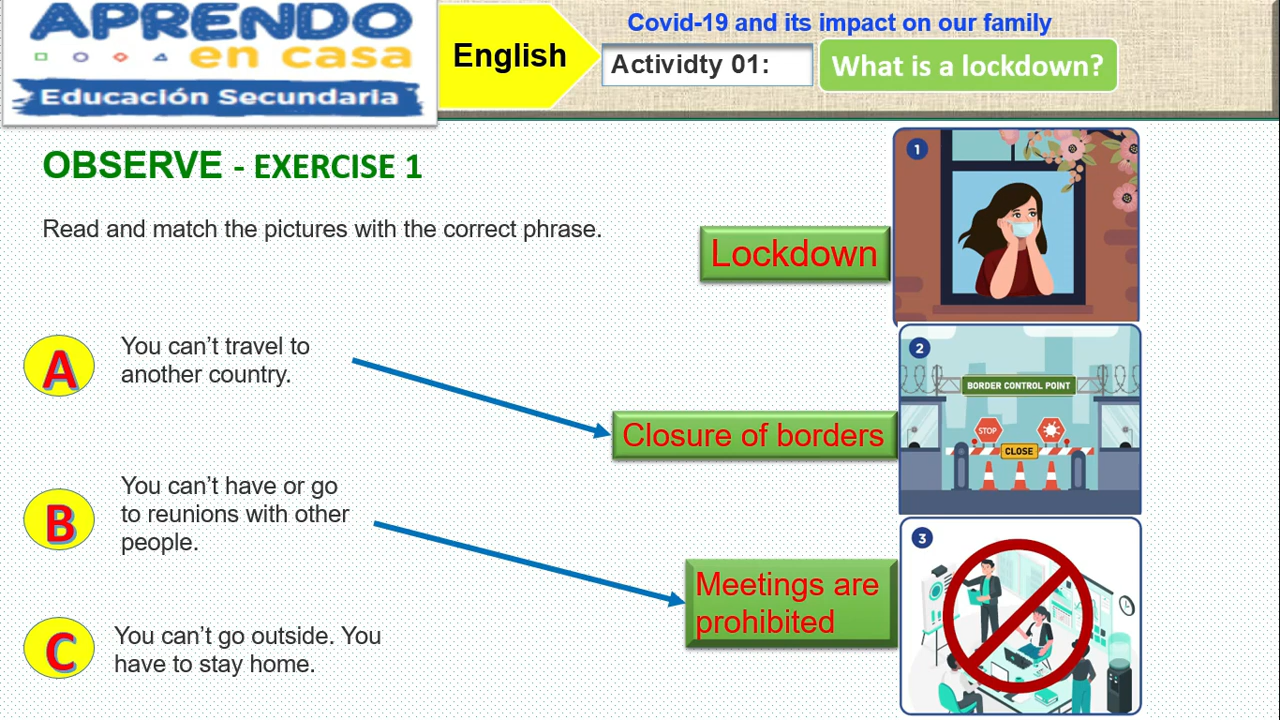 APRENDO
en casa
Educación Secundaria
English
Covid-19 and its impact on our family
Actividty 01:
What is a lockdown?
OBSERVE - EXERCISE 1
Read and match the pictures with the correct phrase.
Lockdown
1
A
You can’t travel to
another country.
Closure of borders
2
BORDER CONTROL POINT
STOP
CLOSE
B
You can’t have or go
to reunions with other
people.
Meetings are
prohibited
3
C
You can’t go outside. You
have to stay home.